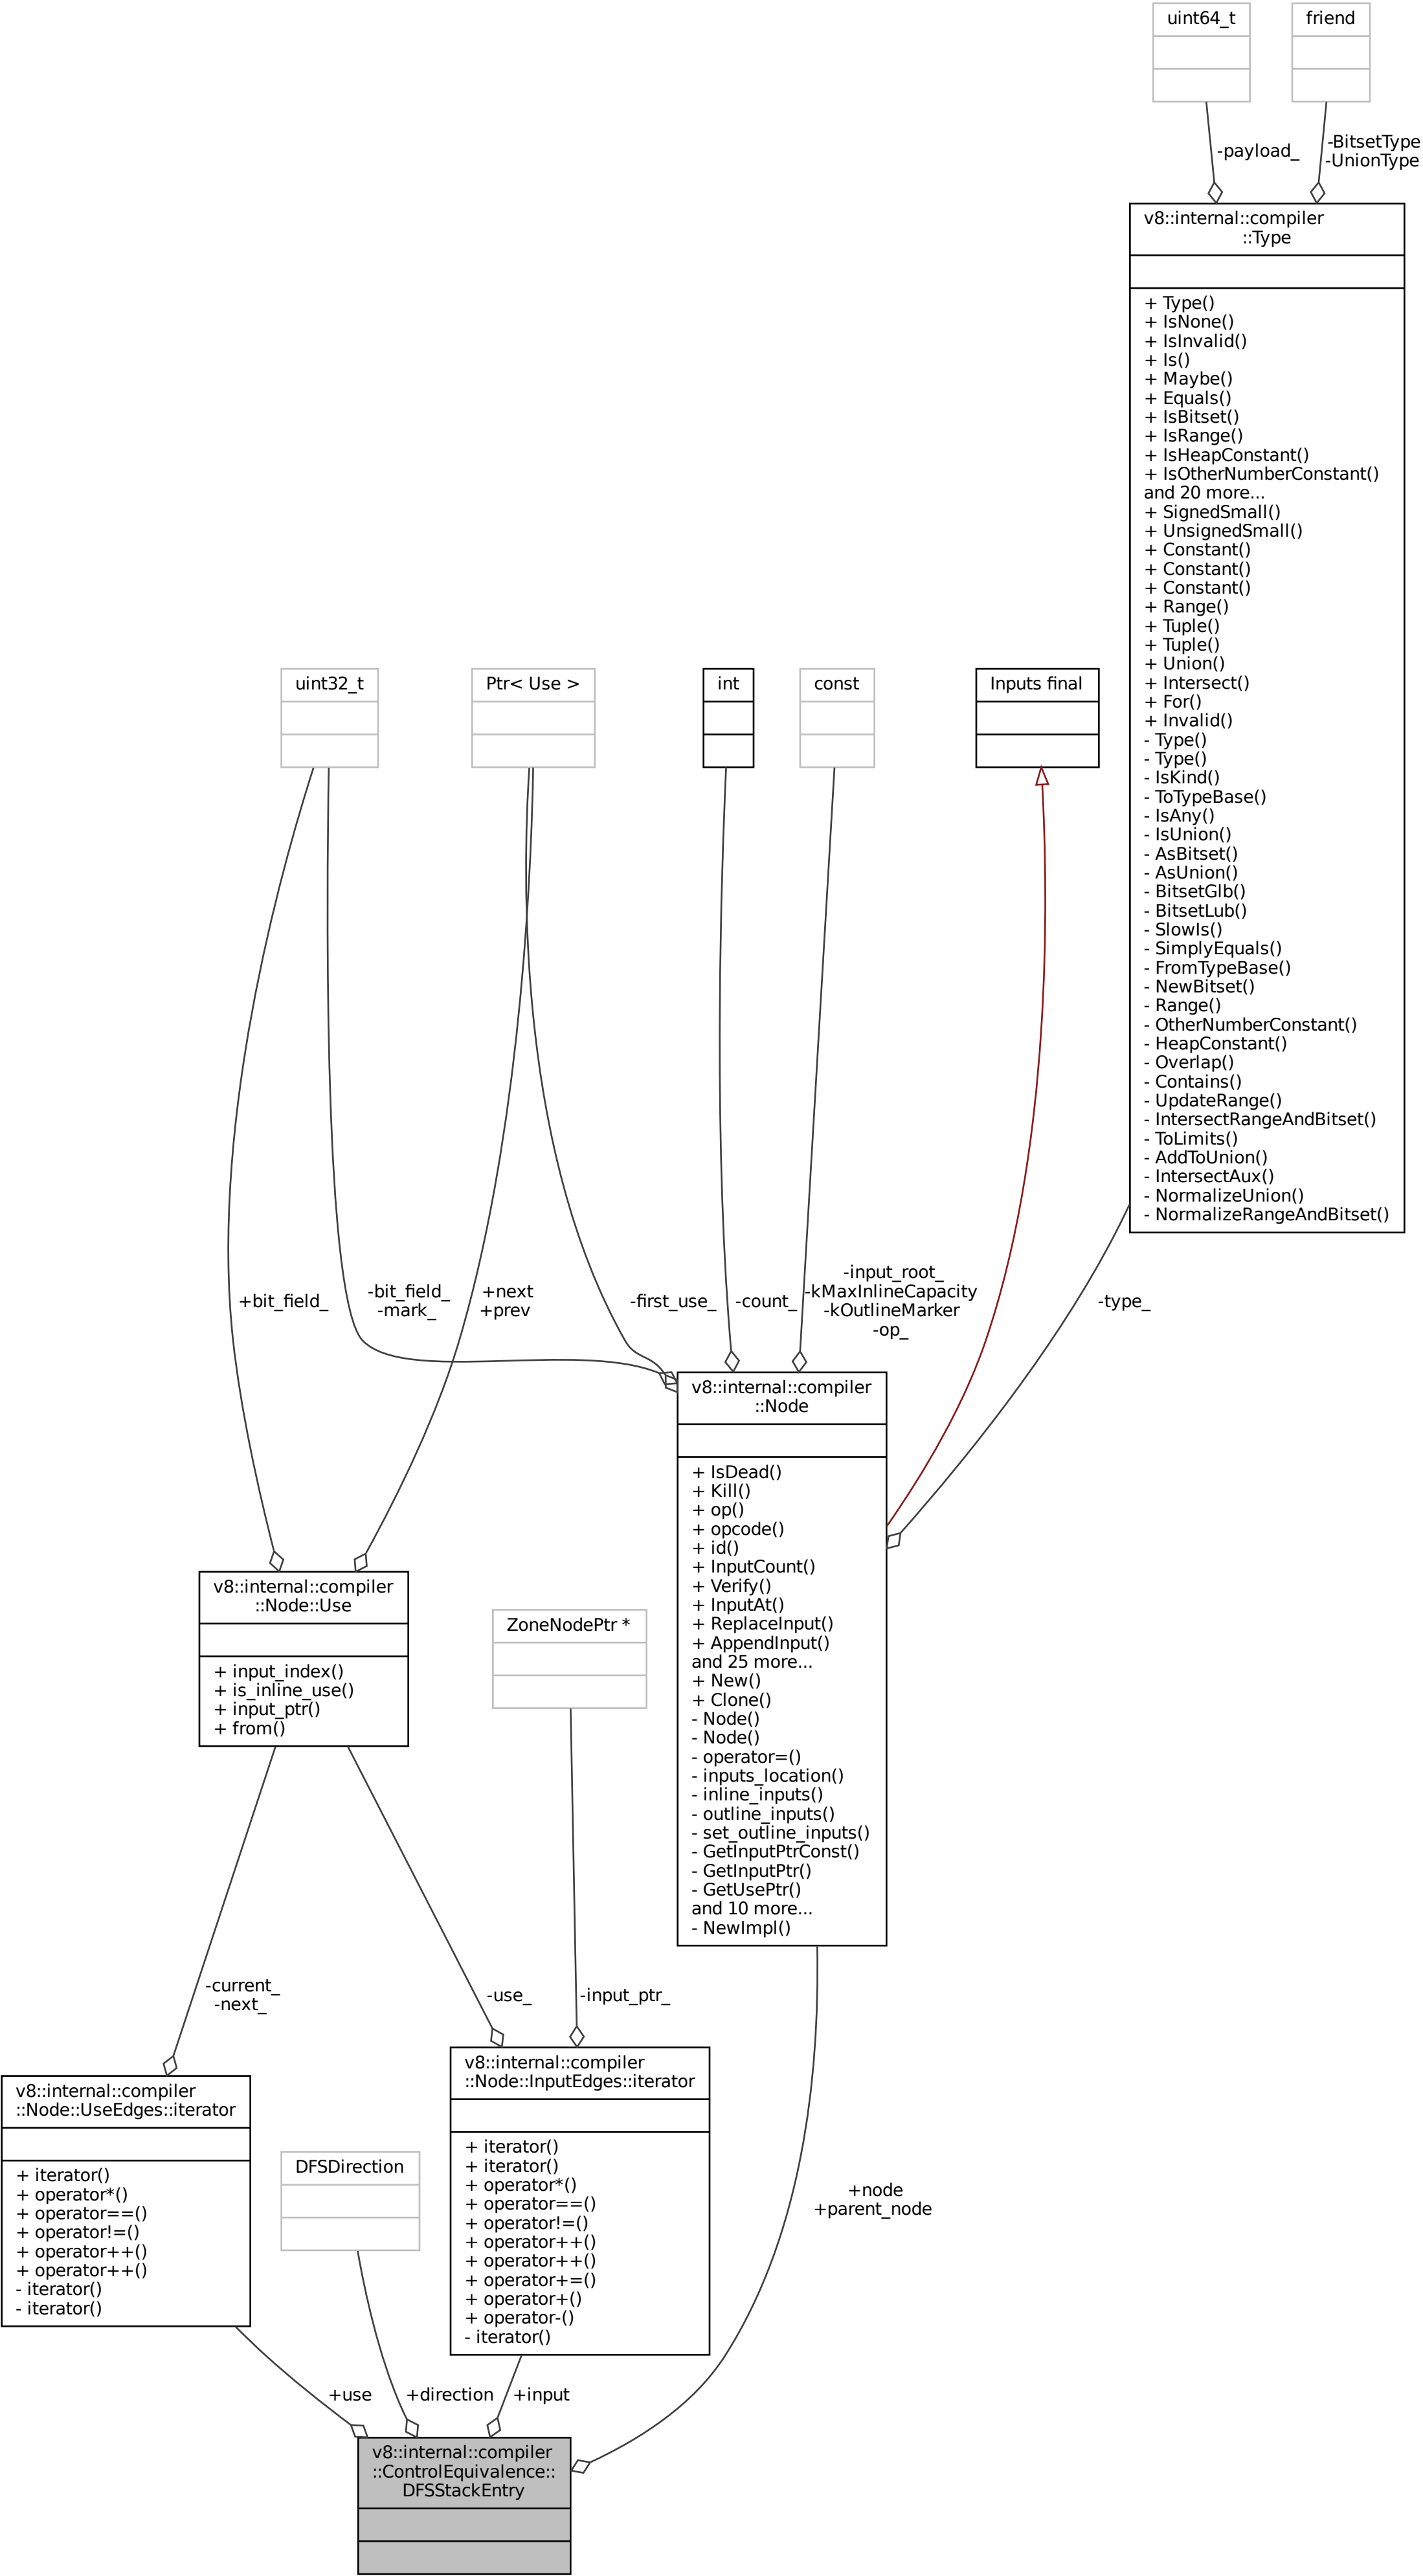 uint64_t
friend
-payload_
-BitsetType
-UnionType
v8::internal::compiler
::Type
+ Type()
+ IsNone()
+ IsInvalid()
+ Is()
+ Maybe()
+ Equals()
+ IsBitset()
+ IsRange()
+ IsHeapConstant()
+ IsOtherNumberConstant()
and 20 more...
+ SignedSmall()
+ UnsignedSmall()
+ Constant()
+ Constant()
+ Constant()
+ Range()
+ Tuple()
+ Tuple()
+ Union()
+ Intersect()
+ For()
+ Invalid()
- Type()
- Type()
- IsKind()
- ToTypeBase()
- IsAny()
- IsUnion()
- AsBitset()
- AsUnion()
- BitsetGlb()
- BitsetLub()
- SlowIs()
- SimplyEquals()
- FromTypeBase()
- NewBitset()
- Range()
- OtherNumberConstant()
- HeapConstant()
- Overlap()
- Contains()
- UpdateRange()
- IntersectRangeAndBitset()
- ToLimits()
- AddToUnion()
- IntersectAux()
- NormalizeUnion()
- NormalizeRangeAndBitset()
uint32_t
Ptr< Use >
int
const
Inputs final
+bit_field_
-bit_field_
-mark_
+next
+prev
-first_use_
-count_
-input_root_
-kMaxInlineCapacity
-kOutlineMarker
-op_
-type_
v8::internal::compiler
::Node
+ IsDead()
+ Kill()
+ op()
+ opcode()
+ id()
+ InputCount()
+ Verify()
+ InputAt()
+ ReplaceInput()
+ AppendInput()
and 25 more...
+ New()
+ Clone()
- Node()
- Node()
- operator=()
- inputs_location()
- inline_inputs()
- outline_inputs()
- set_outline_inputs()
- GetInputPtrConst()
- GetInputPtr()
- GetUsePtr()
and 10 more...
- NewImpl()
v8::internal::compiler
::Node::Use
+ input_index()
+ is_inline_use()
+ input_ptr()
+ from()
ZoneNodePtr *
-current_
-next_
-use_
-input_ptr_
v8::internal::compiler
::Node::UseEdges::iterator
+ iterator()
+ operator*()
+ operator==()
+ operator!=()
+ operator++()
+ operator++()
- iterator()
- iterator()
DFSDirection
v8::internal::compiler
::Node::InputEdges::iterator
+ iterator()
+ iterator()
+ operator*()
+ operator==()
+ operator!=()
+ operator++()
+ operator++()
+ operator+=()
+ operator+()
+ operator-()
- iterator()
+node
+parent_node
+use
+direction
+input
v8::internal::compiler
::ControlEquivalence::
DFSStackEntry